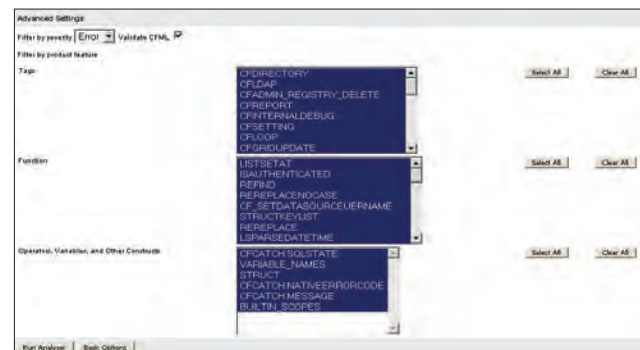 Advanced Settings
Filter by severity Error Validate CFML
Filter by product feature
Tags
CFDIRECTORY
CFLDAP
CFADMIN_REGISTRY_DELETE
CFREPORT
CFINTERNALDEBUG
CFSETTING
CFLOOP
CFGRIDUPDATE
Select All Clear All
Function
LISTSETAT
ISAUTHENTICATED
REFIND
REREPLACENOCASE
CF_SETDATASOURCEUERNAME
STRUCTKEYLIST
REREPLACE
LSPARSEDATETIME
Select All Clear All
Operators, Variables, and Other Constructs
CFCATCH.SQLSTATE
VARIABLE_NAMES
STRUCT
CFCATCH.NATIVEERRORCODE
CFCATCH.MESSAGE
BUILTIN_SCOPES
Select All Clear All
Run Analyzer Basic Options